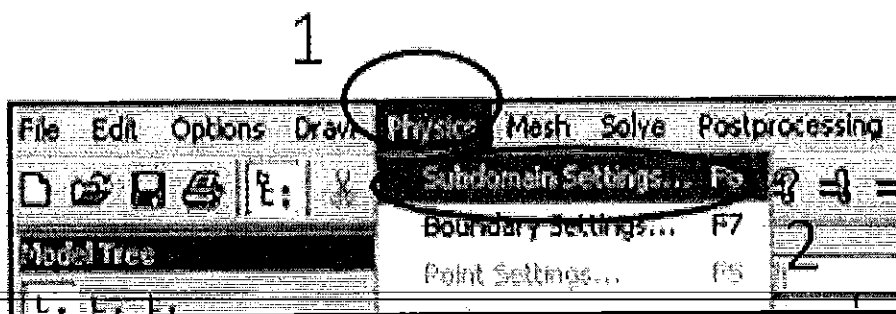 1
File Edit Options Draw Physics Mesh Solve Postprocessing
Subdomain Settings... F8
Model Tree
Boundary Settings... F7
2
Point Settings... F5